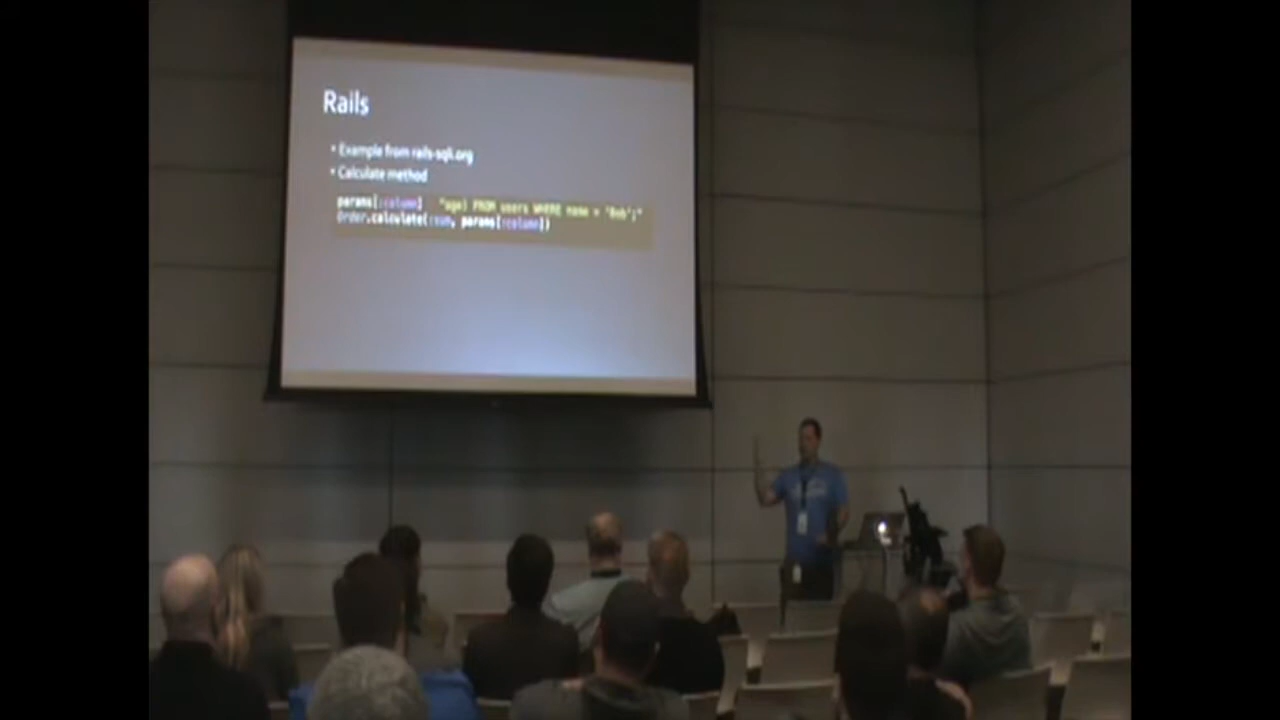 Rails
• Example from rails-sqli.org
• Calculate method
params[:column] "age) FROM users WHERE name = 'Bob';"
Order.calculate(:sum, params[:column])